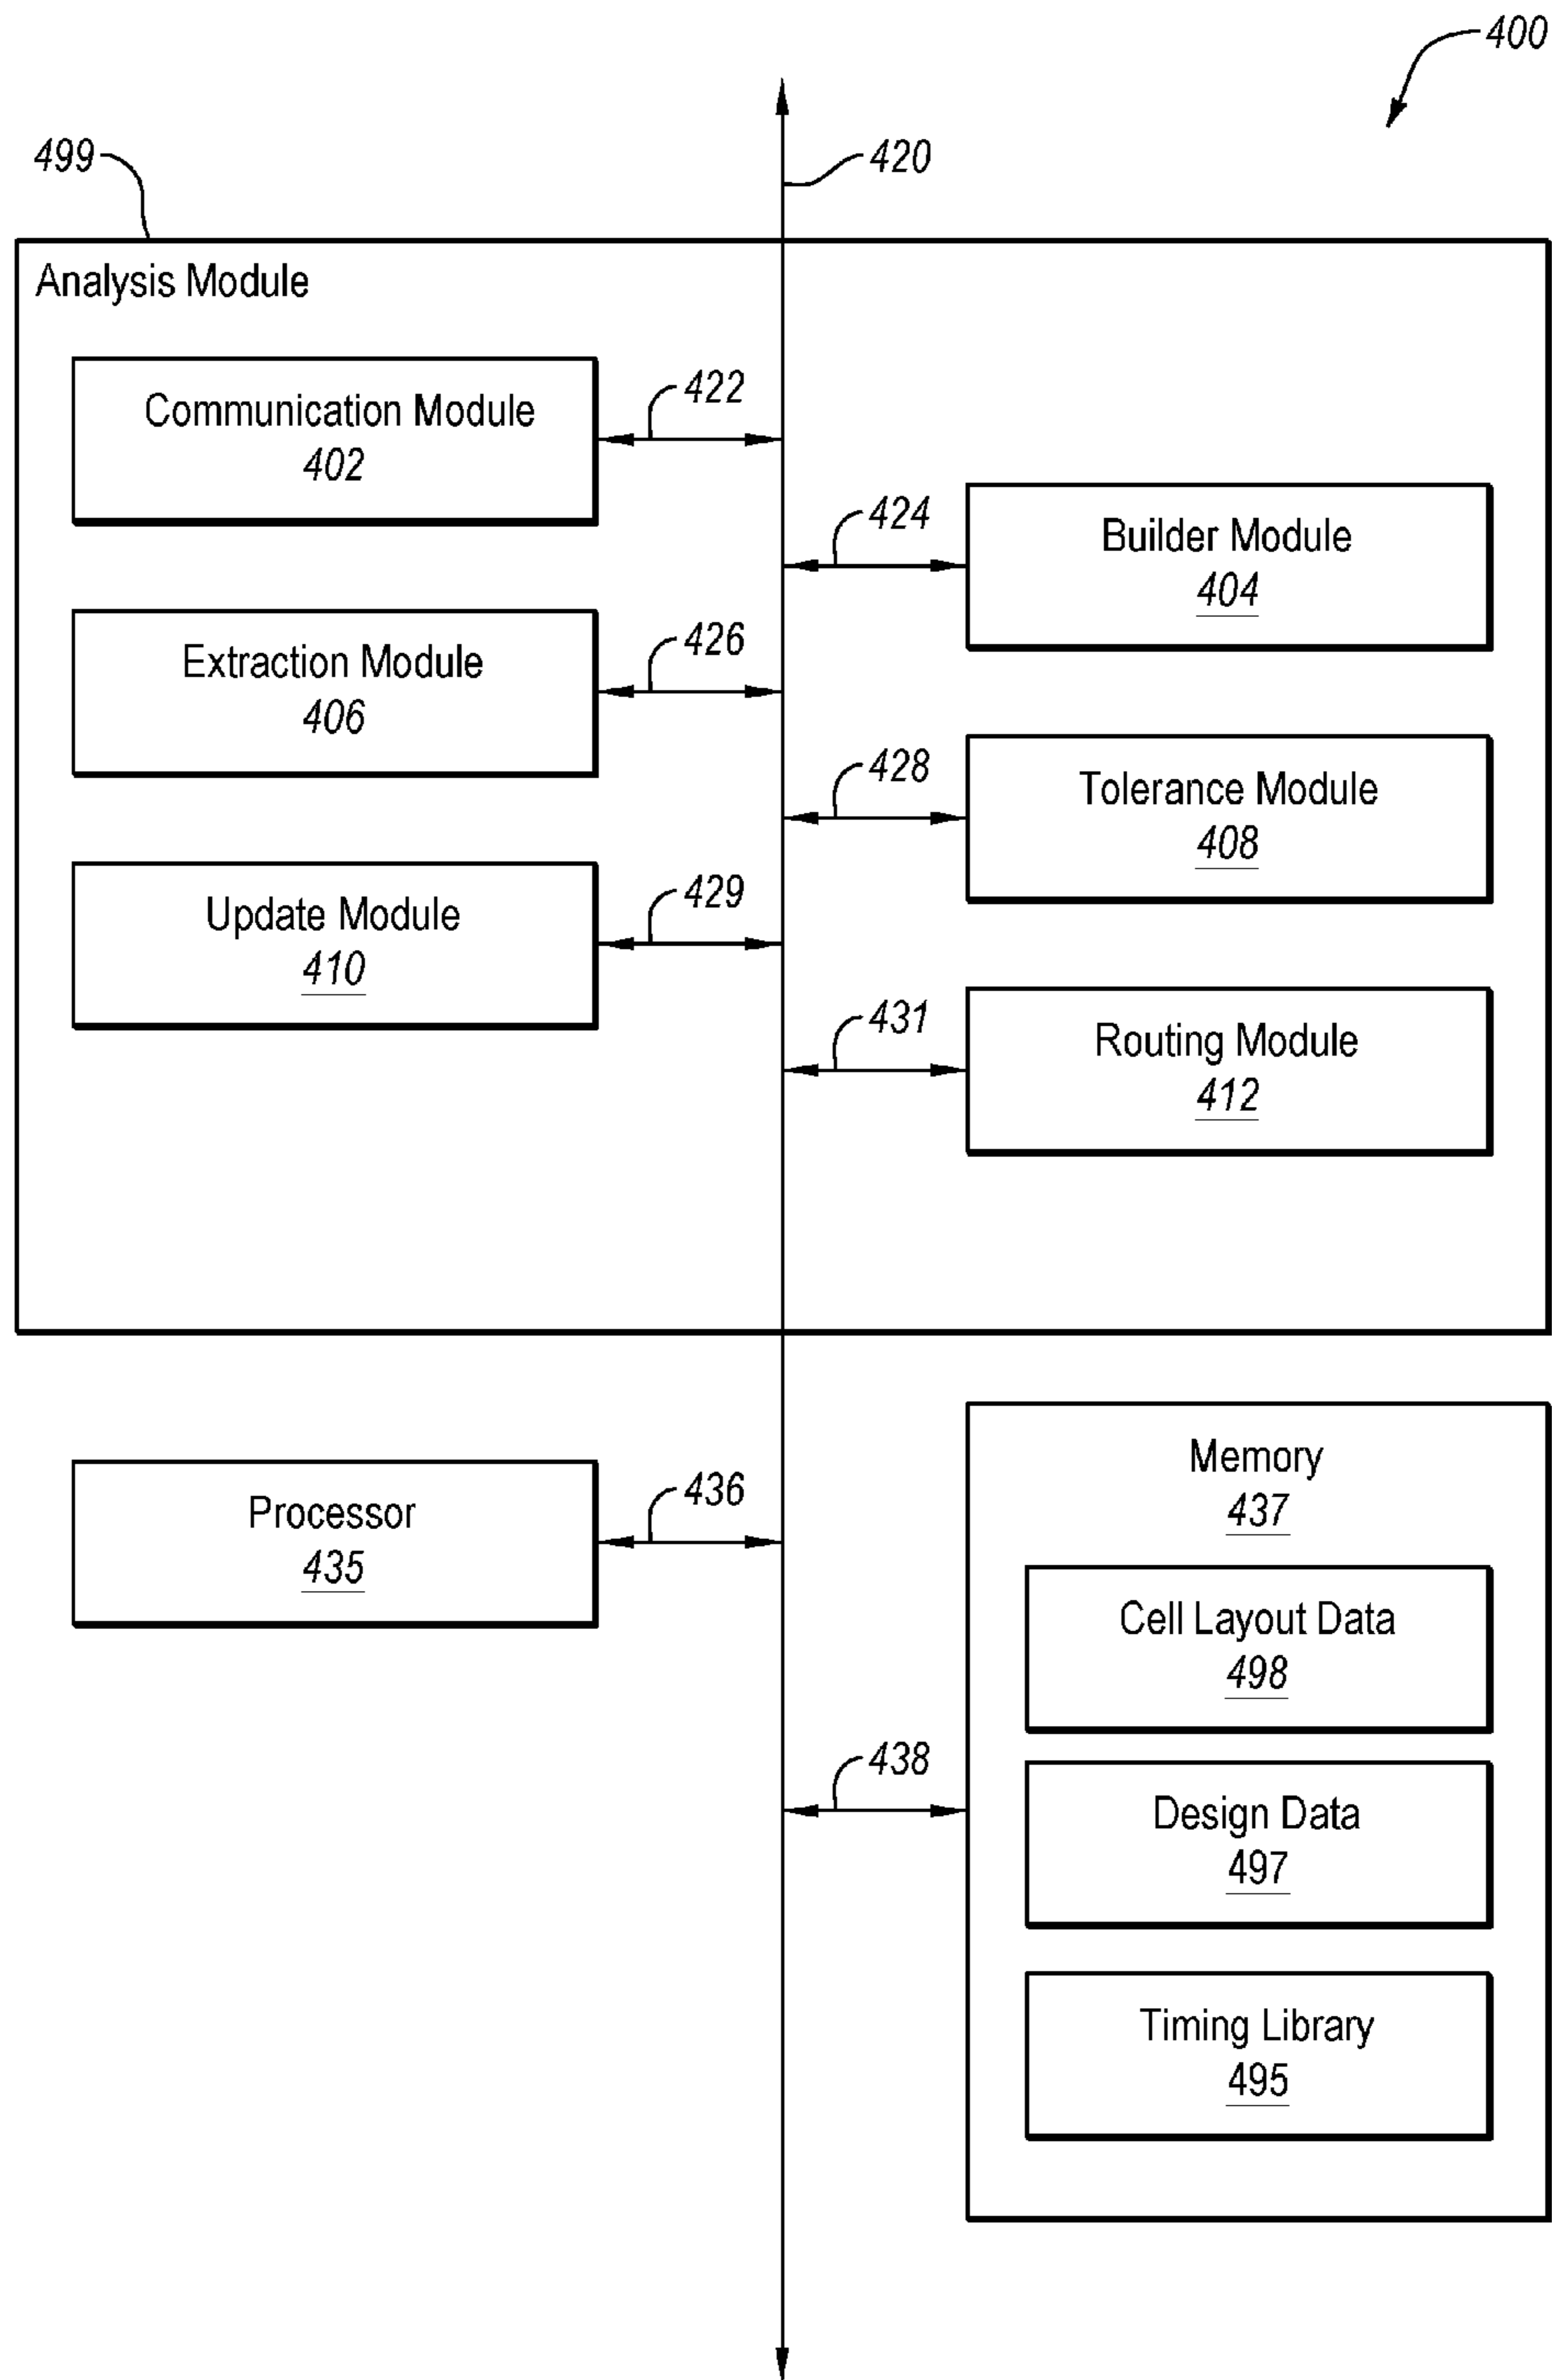 400
499
420
Analysis Module
Communication Module
402
422
424
Builder Module
404
Extraction Module
406
426
428
Tolerance Module
408
Update Module
410
429
431
Routing Module
412
Processor
435
436
Memory
437
Cell Layout Data
498
438
Design Data
497
Timing Library
495